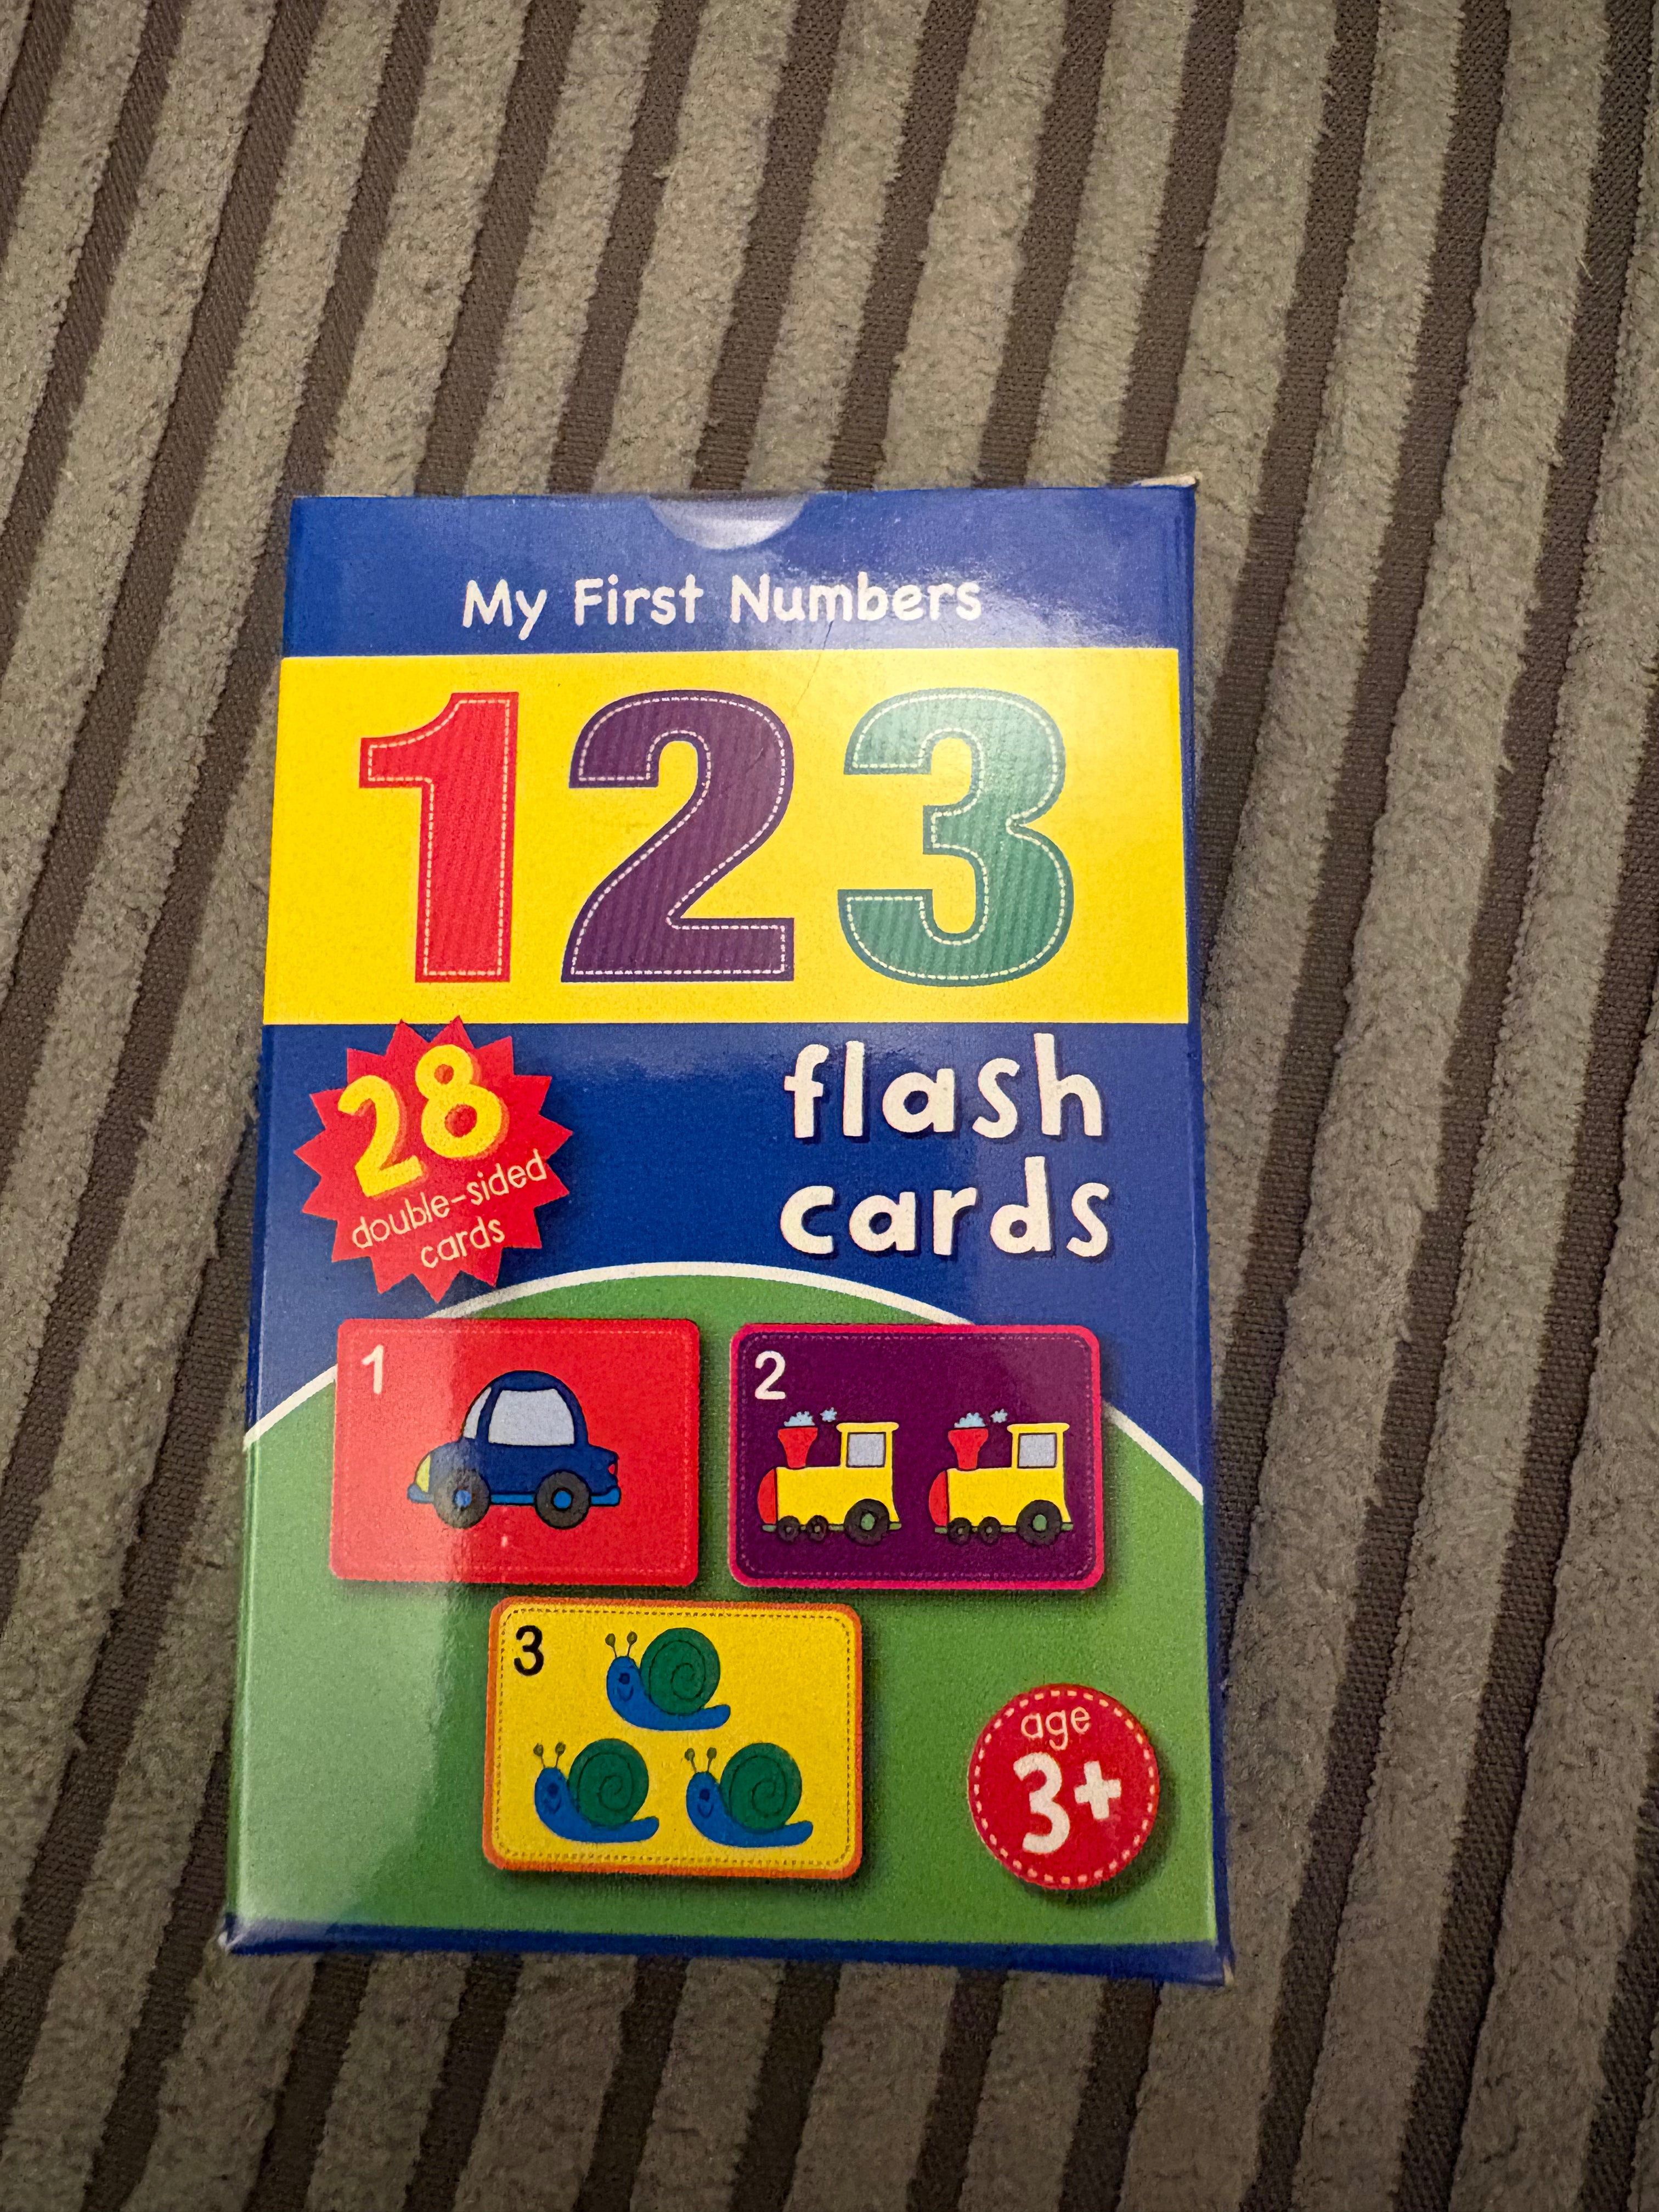 My First Numbers
123
28
double-sided
cards
flash
cards
1
2
3
age
3+